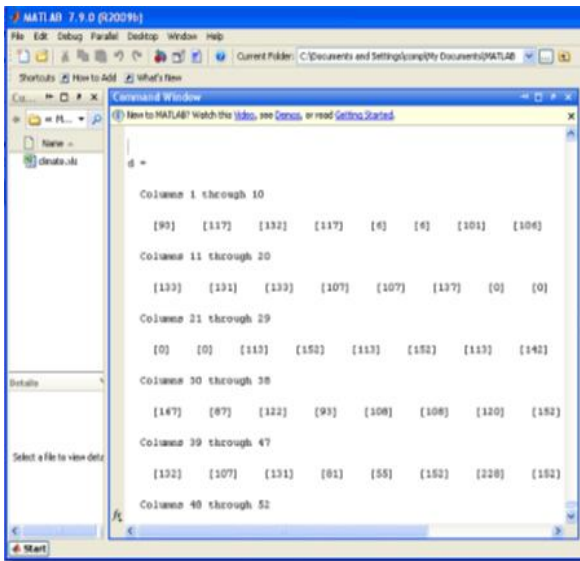 MATLAB 7.9.0 (R2009b)
File Edit Debug Parallel Desktop Window Help
Current Folder: C:\Documents and Settings\comp\My Documents\MATLAB
Shortcuts How to Add What's New
Cu... Command Window
« M...
New to MATLAB? Watch this Video, see Demos, or read Getting Started.
Name
climate.xls
d =
Columns 1 through 10
[93] [117] [132] [117] [6] [6] [101] [106]
Columns 11 through 20
[133] [131] [133] [107] [107] [137] [0] [0]
Columns 21 through 29
[0] [0] [113] [152] [113] [152] [113] [142]
Columns 30 through 38
[167] [87] [122] [93] [108] [108] [120] [152]
Columns 39 through 47
[132] [107] [131] [81] [55] [152] [228] [152]
Columns 48 through 52
Details
Select a file to view deta
fx
Start